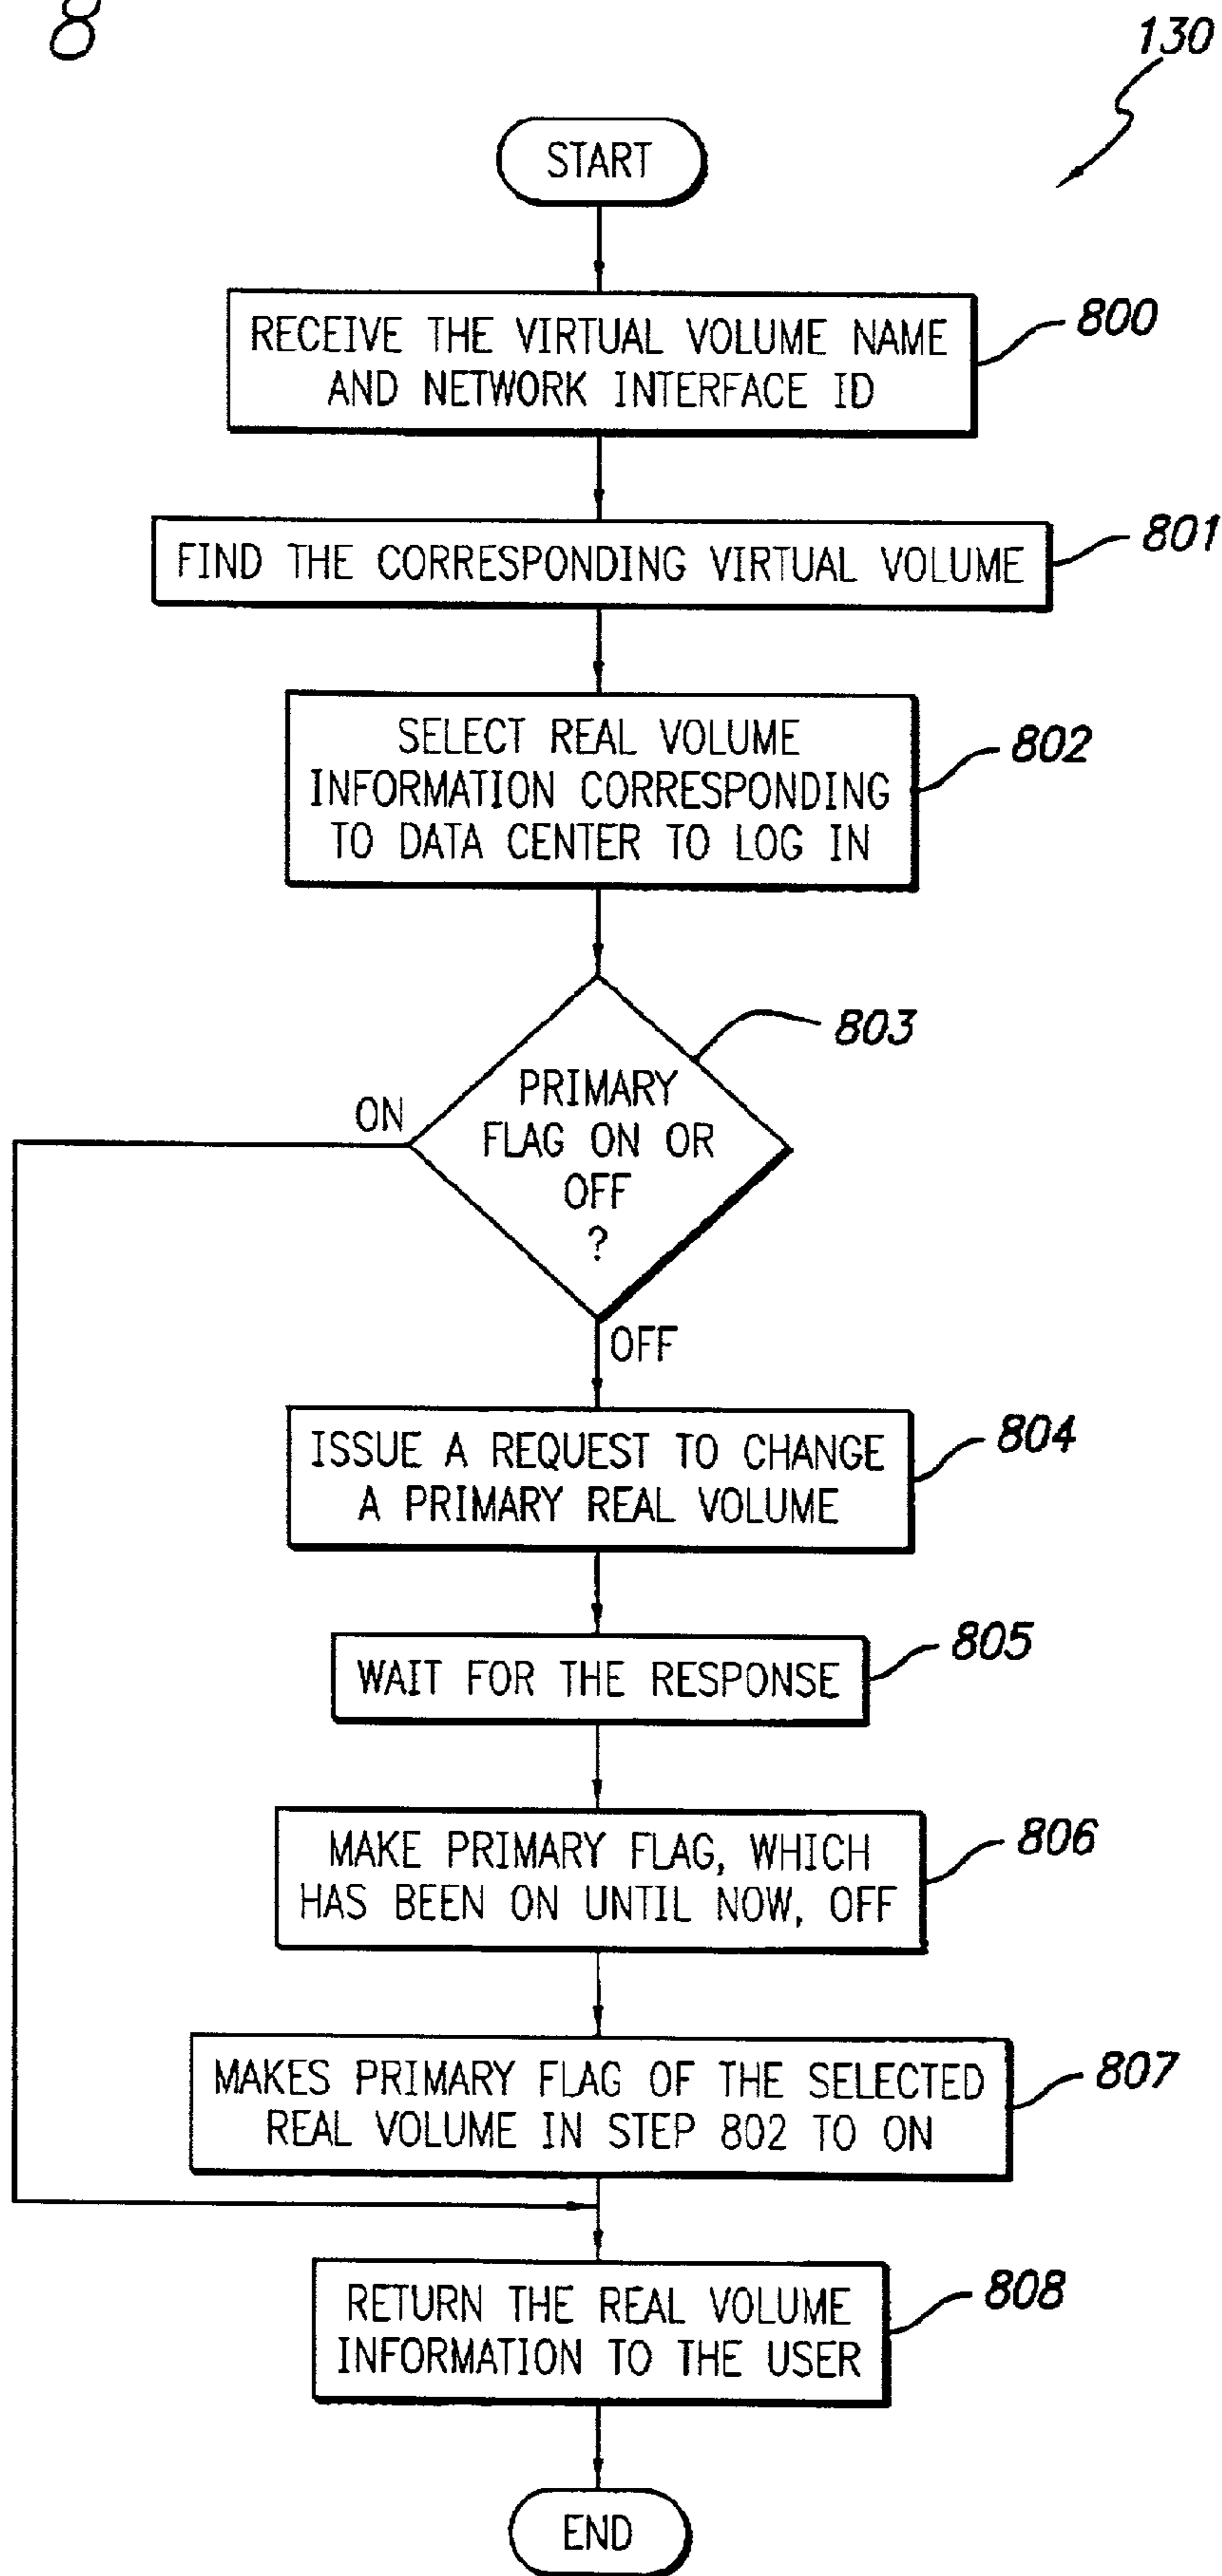 8
130
START
RECEIVE THE VIRTUAL VOLUME NAME
AND NETWORK INTERFACE ID
800
FIND THE CORRESPONDING VIRTUAL VOLUME
801
SELECT REAL VOLUME
INFORMATION CORRESPONDING
TO DATA CENTER TO LOG IN
802
PRIMARY
FLAG ON OR
OFF
?
803
ON
OFF
ISSUE A REQUEST TO CHANGE
A PRIMARY REAL VOLUME
804
WAIT FOR THE RESPONSE
805
MAKE PRIMARY FLAG, WHICH
HAS BEEN ON UNTIL NOW, OFF
806
MAKES PRIMARY FLAG OF THE SELECTED
REAL VOLUME IN STEP 802 TO ON
807
RETURN THE REAL VOLUME
INFORMATION TO THE USER
808
END